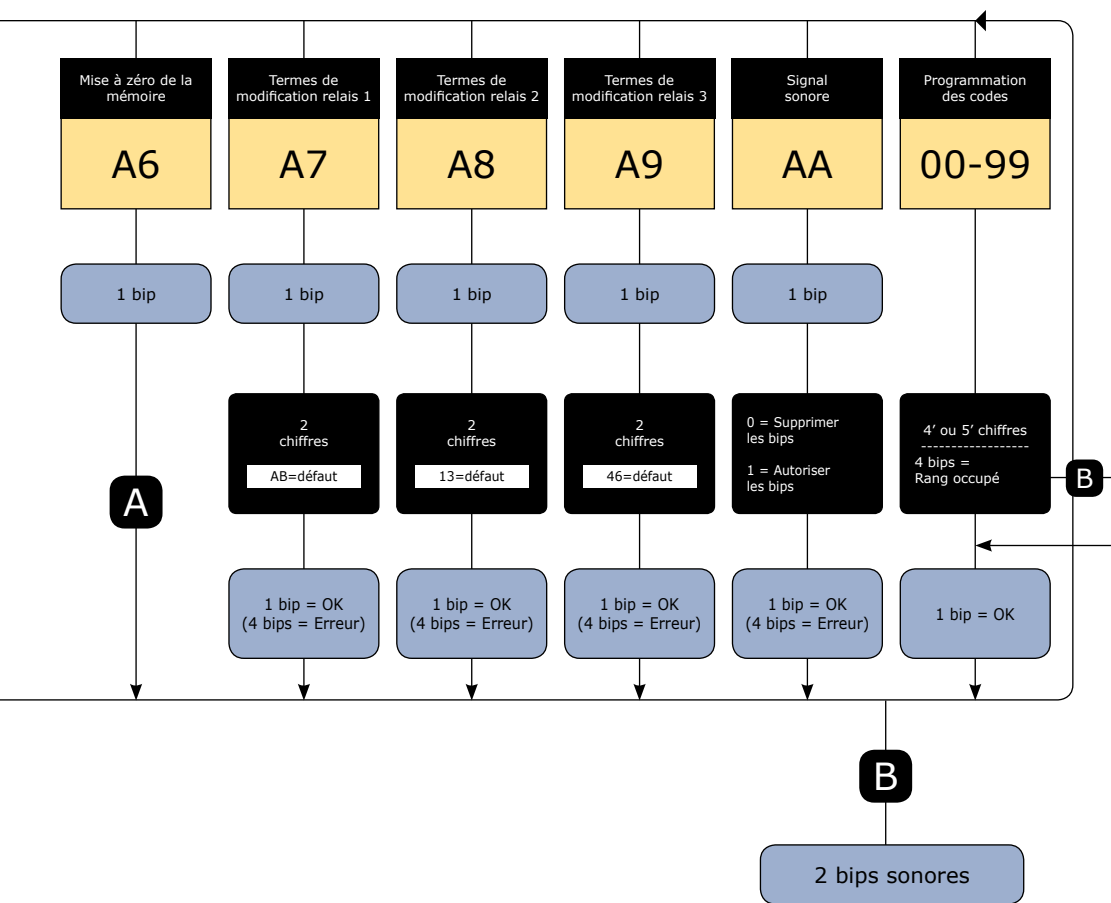 Mise à zéro de la
mémoire
A6
1 bip
A
Termes de
modification relais 1
A7
1 bip
2
chiffres
AB=défaut
1 bip = OK
(4 bips = Erreur)
Termes de
modification relais 2
A8
1 bip
2
chiffres
13=défaut
1 bip = OK
(4 bips = Erreur)
Termes de
modification relais 3
A9
1 bip
2
chiffres
46=défaut
1 bip = OK
(4 bips = Erreur)
Signal
sonore
AA
1 bip
0 = Supprimer
les bips
1 = Autoriser
les bips
1 bip = OK
(4 bips = Erreur)
Programmation
des codes
00-99
4’ ou 5’ chiffres
------------------
4 bips =
Rang occupé
B
1 bip = OK
B
2 bips sonores